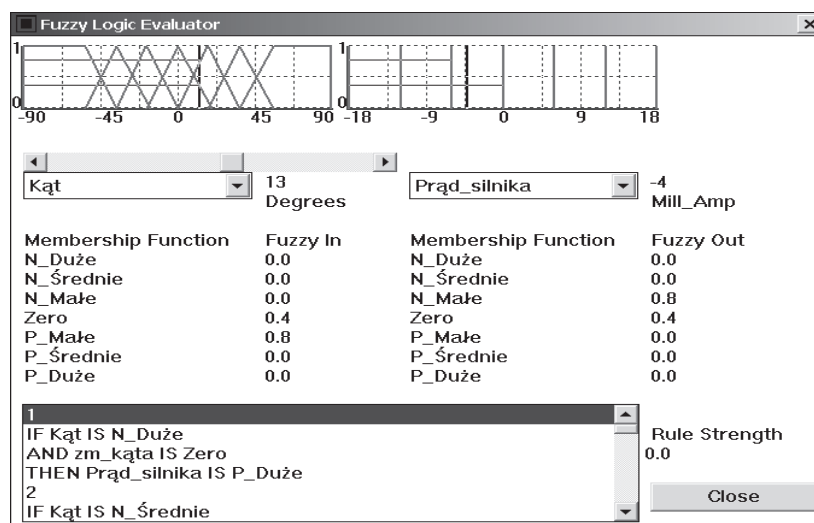 Fuzzy Logic Evaluator
1 1
0 0
-90 -45 0 45 90 -18 -9 0 9 18
Kąt 13 Prąd_silnika -4
Degrees Mill_Amp
Membership Function Fuzzy In Membership Function Fuzzy Out
N_Duże 0.0 N_Duże 0.0
N_Średnie 0.0 N_Średnie 0.0
N_Małe 0.0 N_Małe 0.8
Zero 0.4 Zero 0.4
P_Małe 0.8 P_Małe 0.0
P_Średnie 0.0 P_Średnie 0.0
P_Duże 0.0 P_Duże 0.0
1
IF Kąt IS N_Duże Rule Strength
AND zm_kąta IS Zero 0.0
THEN Prąd_silnika IS P_Duże
2
IF Kąt IS N_Średnie
Close